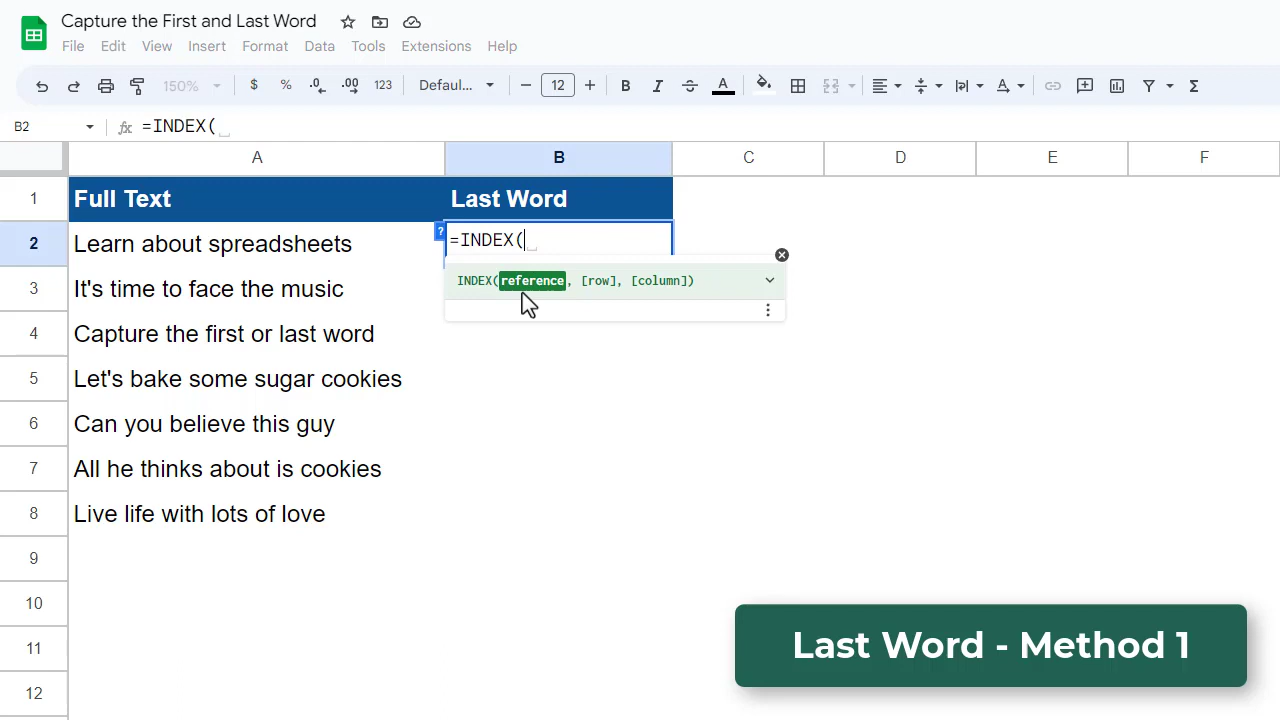 Capture the First and Last Word
File Edit View Insert Format Data Tools Extensions Help
150% $ % .0 .00 123 Defaul... − 12 + B I S A A Σ
B2 fx =INDEX(
A B C D E F
1 Full Text Last Word
2 Learn about spreadsheets ? =INDEX(
INDEX(reference, [row], [column])
3 It's time to face the music
4 Capture the first or last word
5 Let's bake some sugar cookies
6 Can you believe this guy
7 All he thinks about is cookies
8 Live life with lots of love
9
10
11
12
Last Word - Method 1